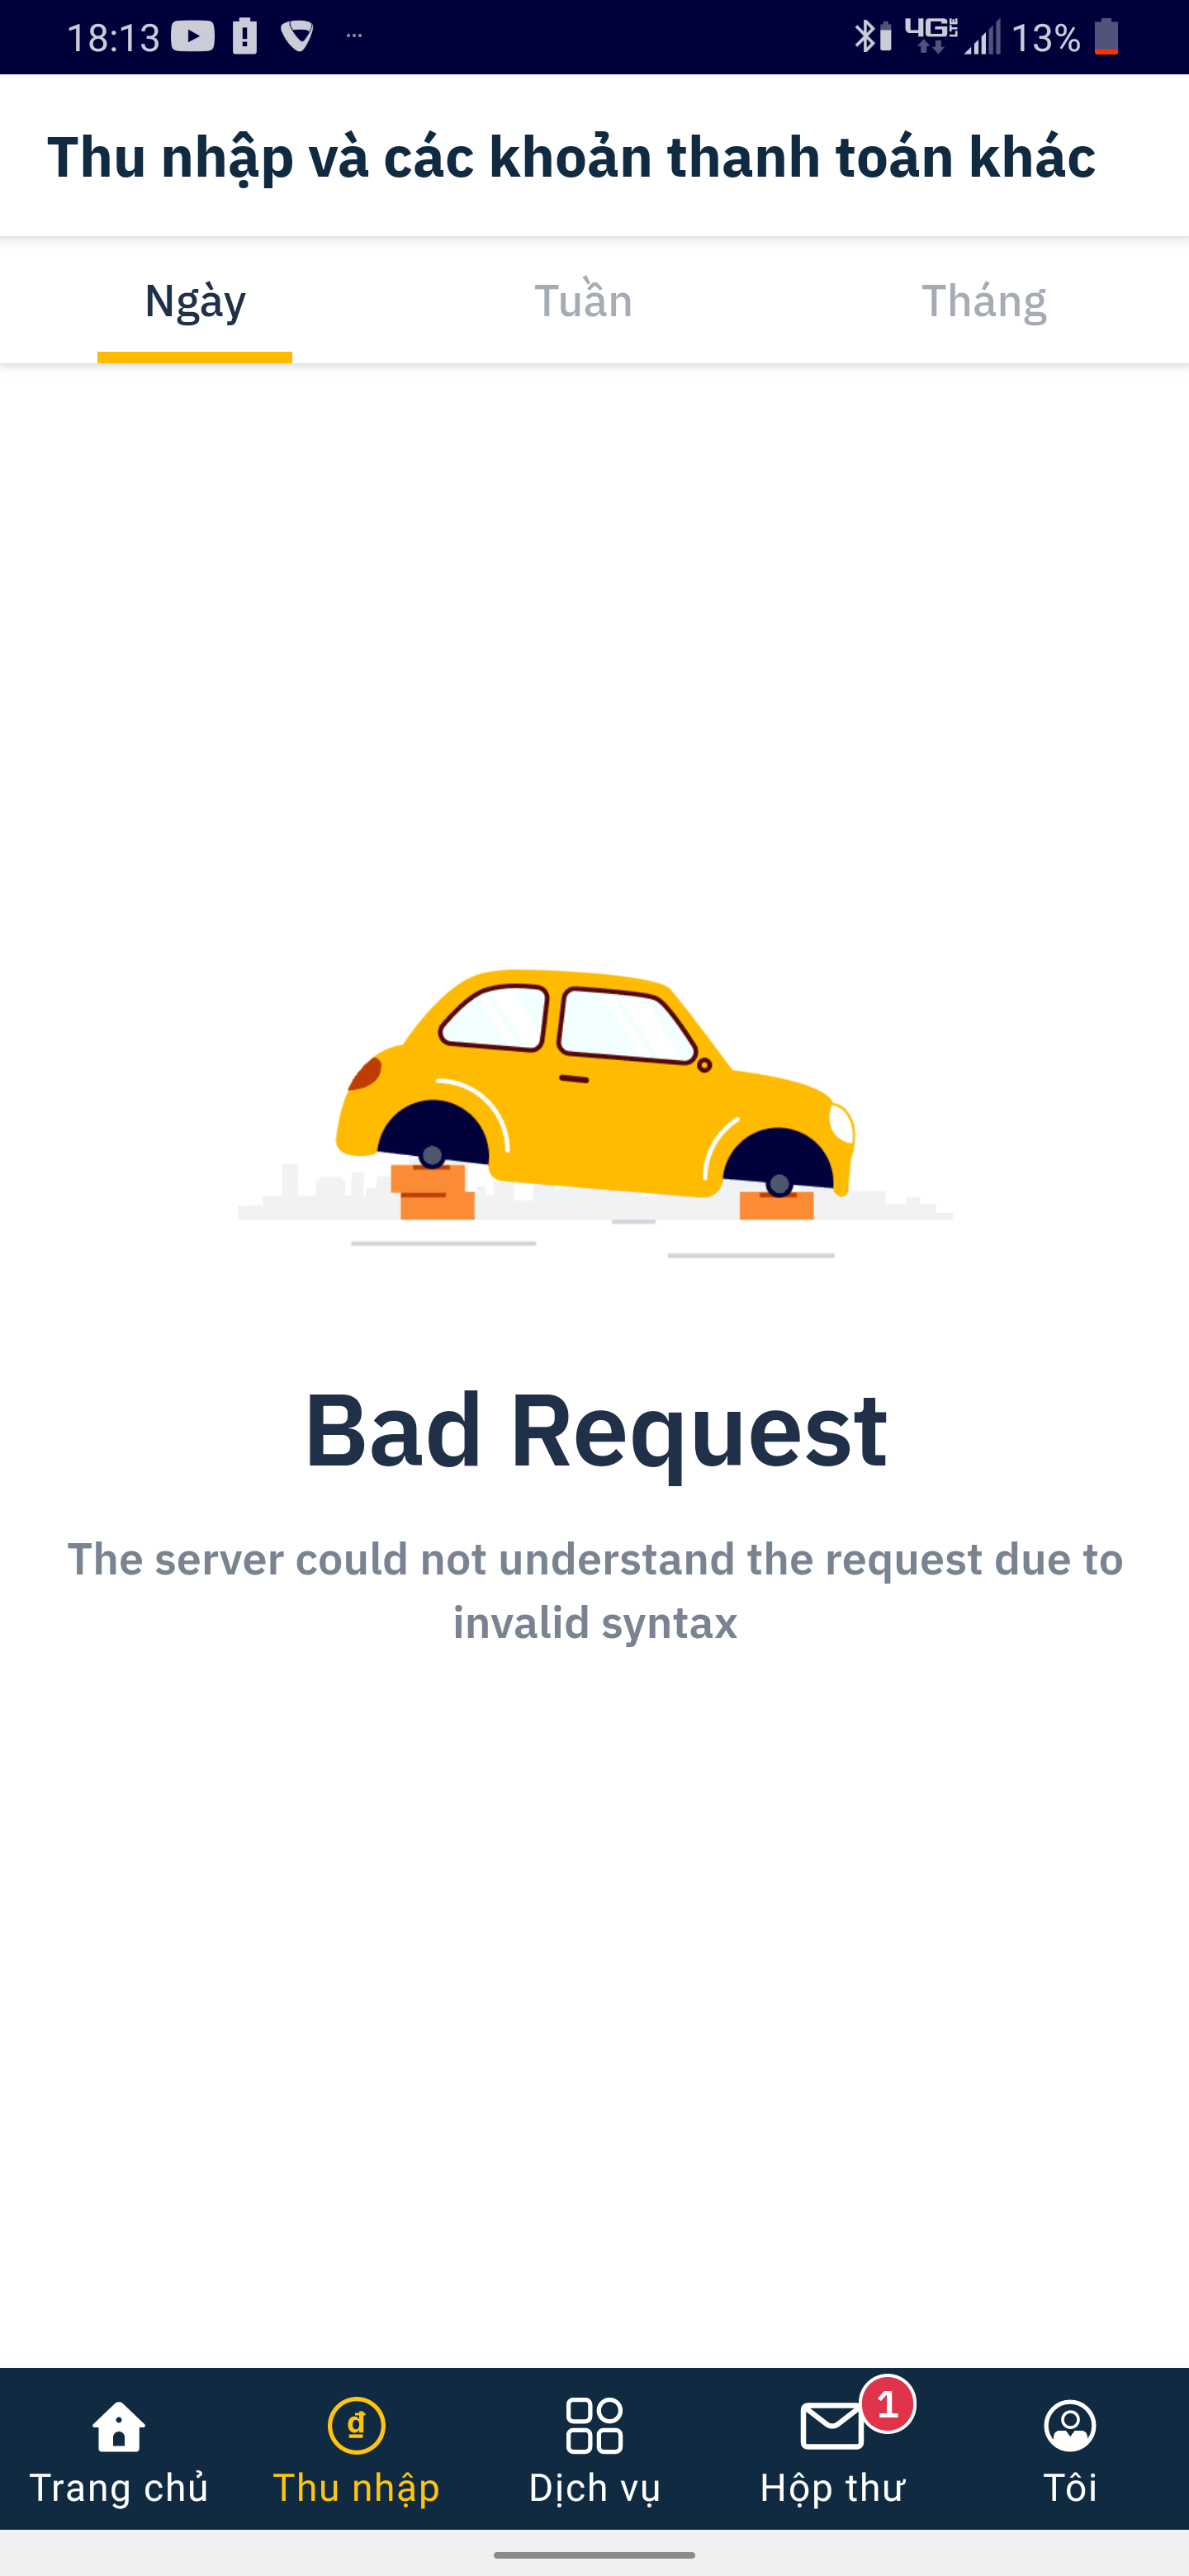 18:13 ... 4G LTE 13%
Thu nhập và các khoản thanh toán khác
Ngày Tuần Tháng
Bad Request
The server could not understand the request due to
invalid syntax
1
Trang chủ Thu nhập Dịch vụ Hộp thư Tôi